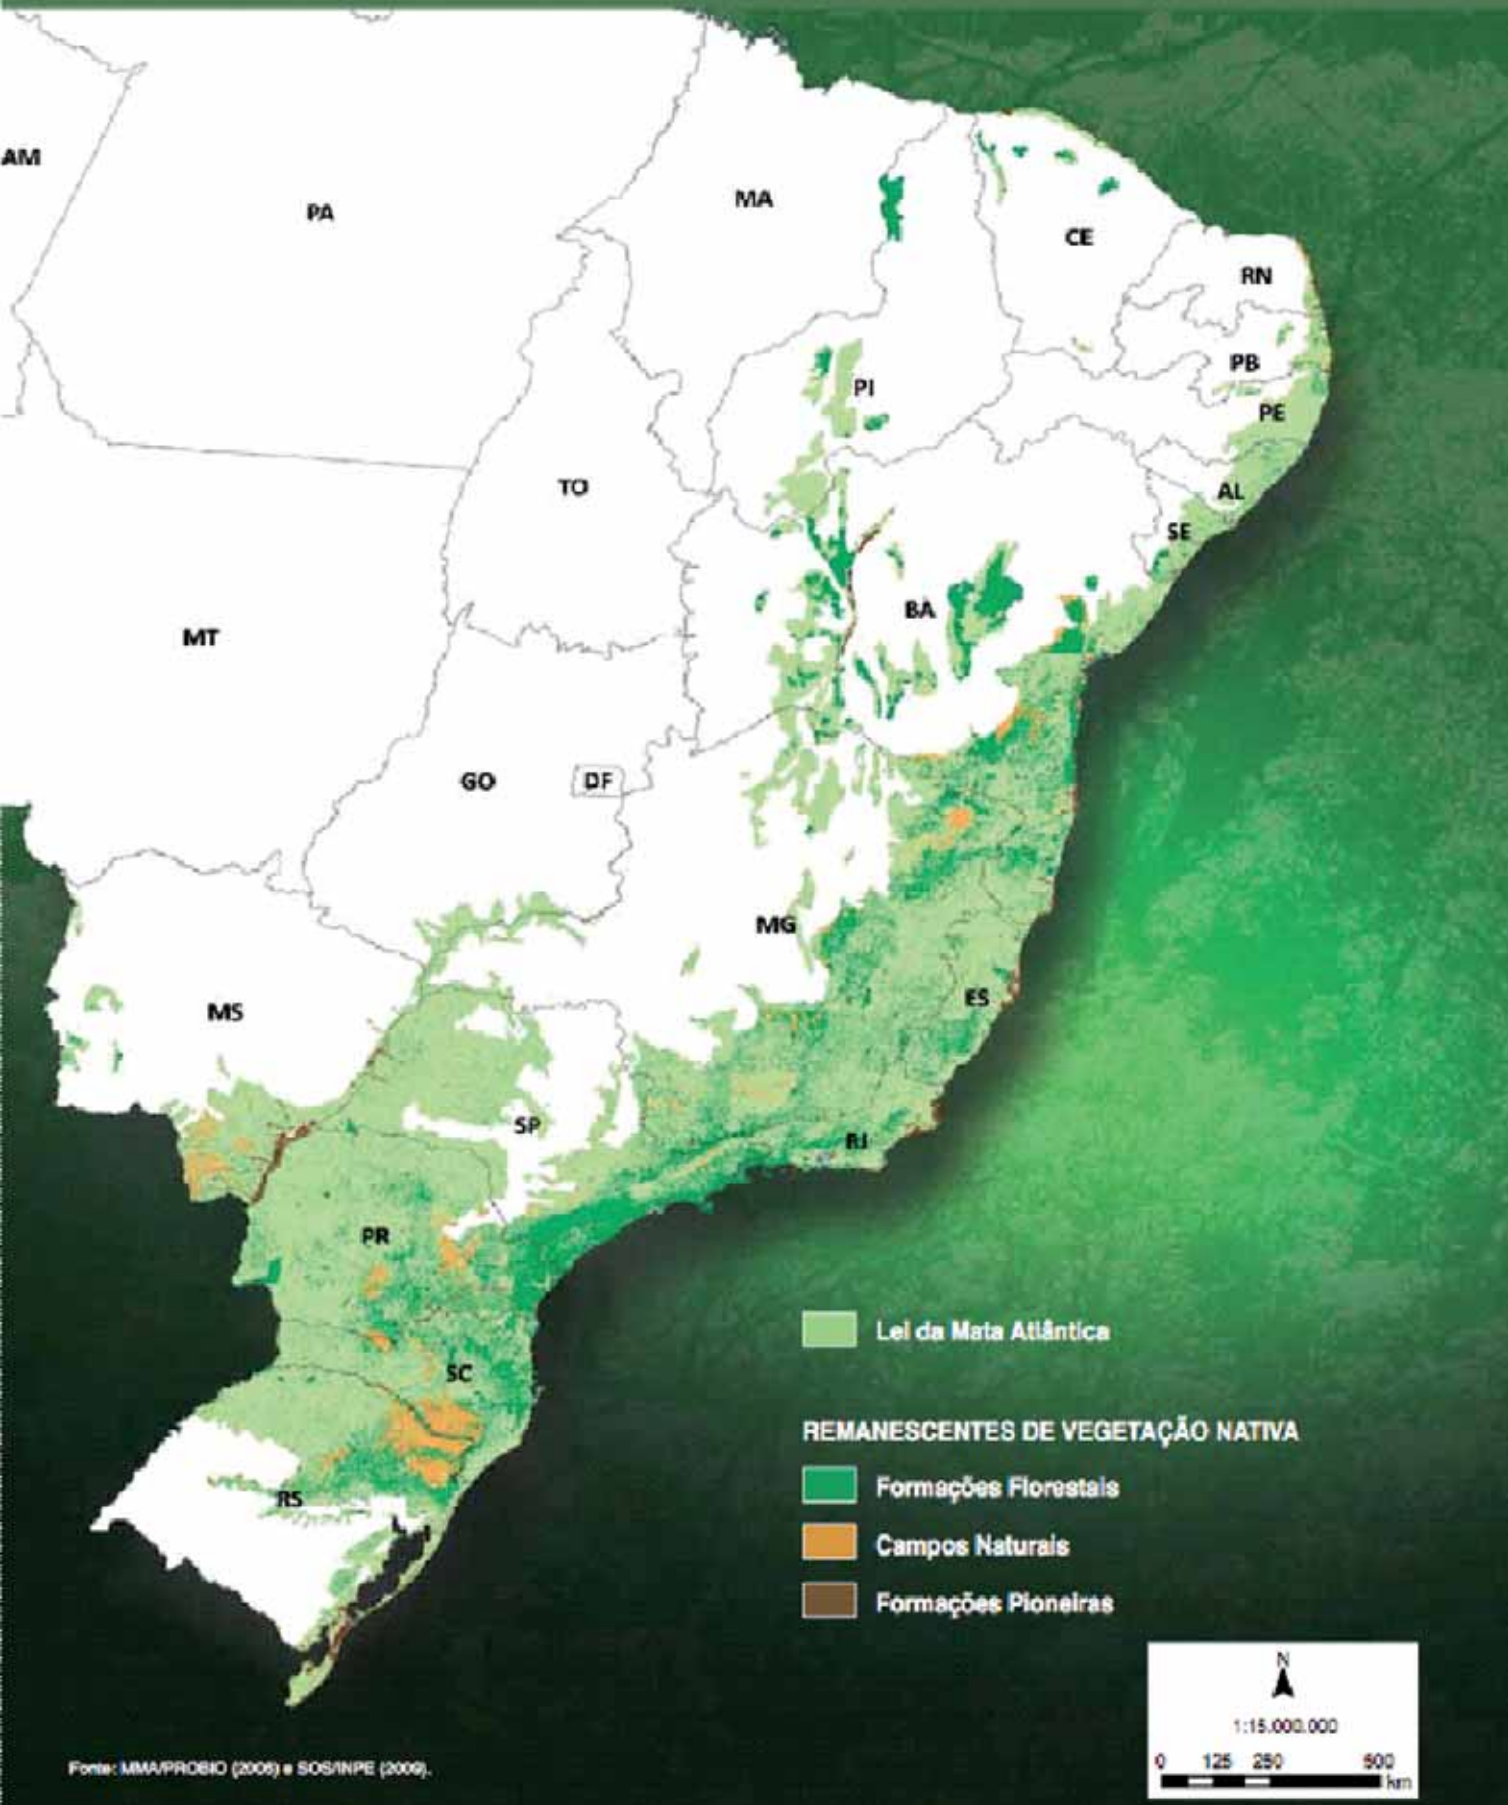 AM
PA
MA
CE
RN
PB
PI
PE
TO
AL
SE
BA
MT
GO
DF
MG
ES
MS
SP
RJ
PR
SC
RS
Lei da Mata Atlântica
REMANESCENTES DE VEGETAÇÃO NATIVA
Formações Florestais
Campos Naturais
Formações Pioneiras
N
1:15.000.000
0 125 250 500
km
Fonte: MMA/PROBIO (2006) e SOS/INPE (2009).